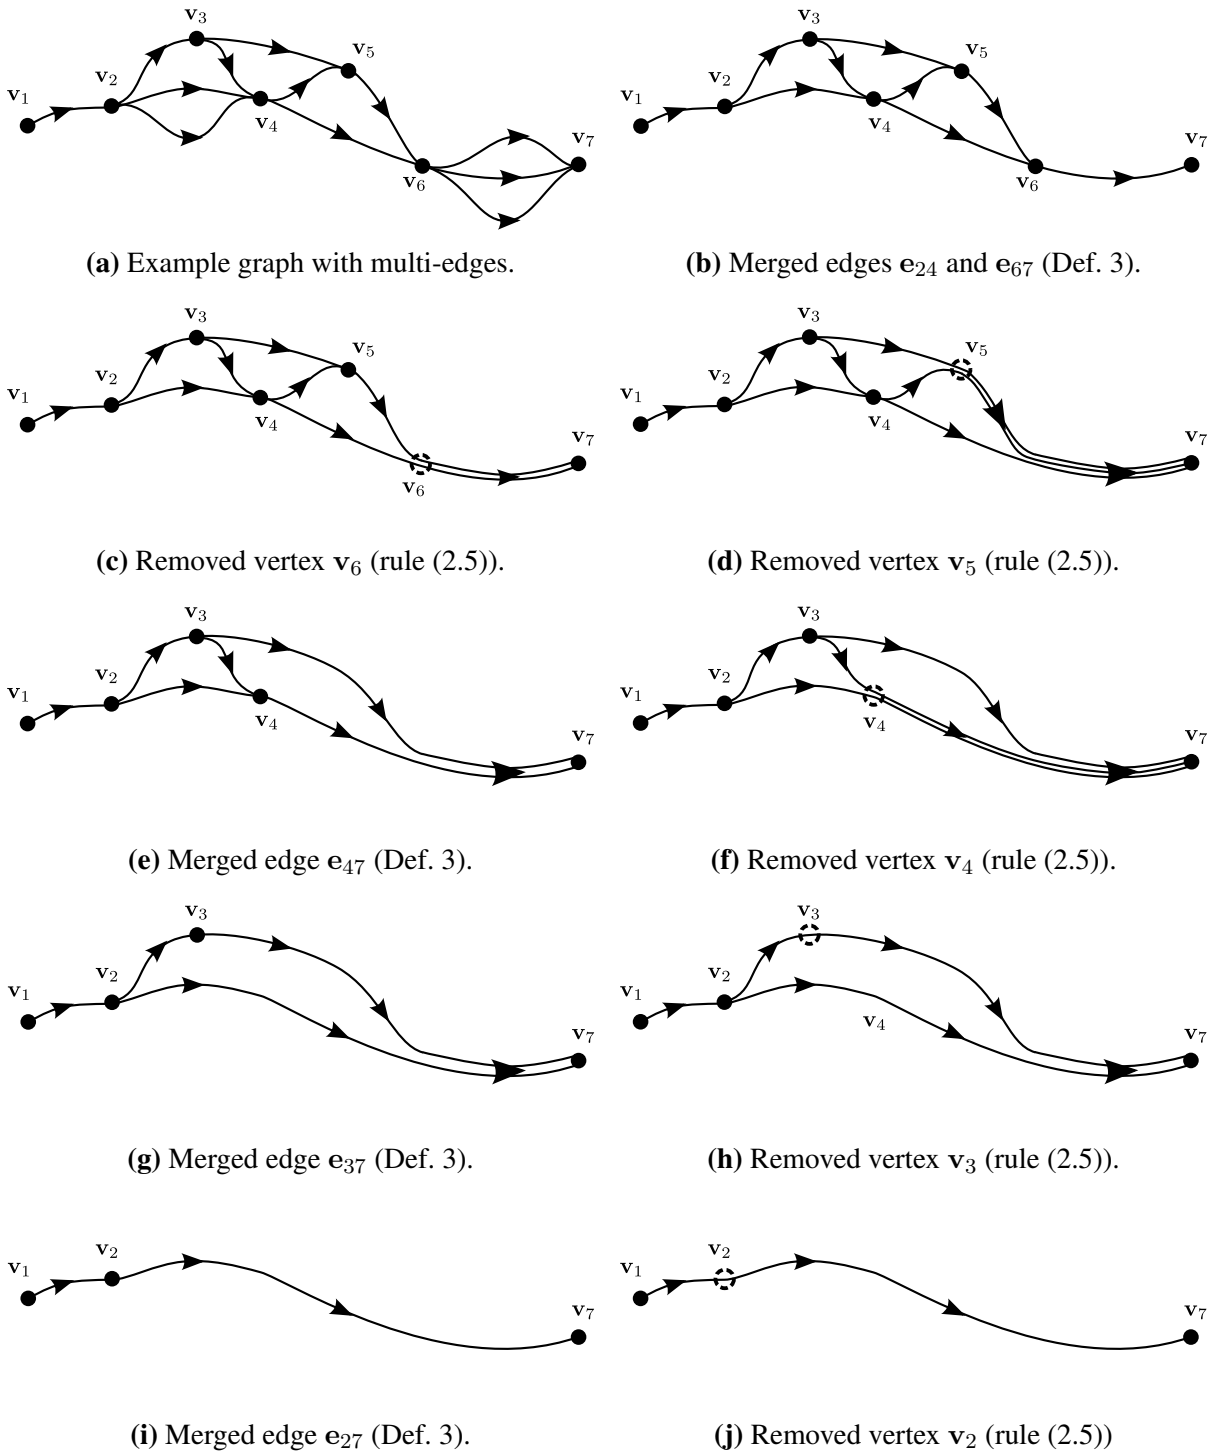 v₃
v₅
v₂
v₁
v₄
v₇
v₆
v₃
v₅
v₂
v₁
v₄
v₇
v₆
(a) Example graph with multi-edges.
(b) Merged edges e₂₄ and e₆₇ (Def. 3).
v₃
v₅
v₂
v₁
v₄
v₇
v₆
v₃
v₅
v₂
v₁
v₄
v₇
(c) Removed vertex v₆ (rule (2.5)).
(d) Removed vertex v₅ (rule (2.5)).
v₃
v₂
v₁
v₄
v₇
v₃
v₂
v₁
v₄
v₇
(e) Merged edge e₄₇ (Def. 3).
(f) Removed vertex v₄ (rule (2.5)).
v₃
v₂
v₁
v₇
v₃
v₂
v₁
v₄
v₇
(g) Merged edge e₃₇ (Def. 3).
(h) Removed vertex v₃ (rule (2.5)).
v₂
v₁
v₇
v₂
v₁
v₇
(i) Merged edge e₂₇ (Def. 3).
(j) Removed vertex v₂ (rule (2.5))